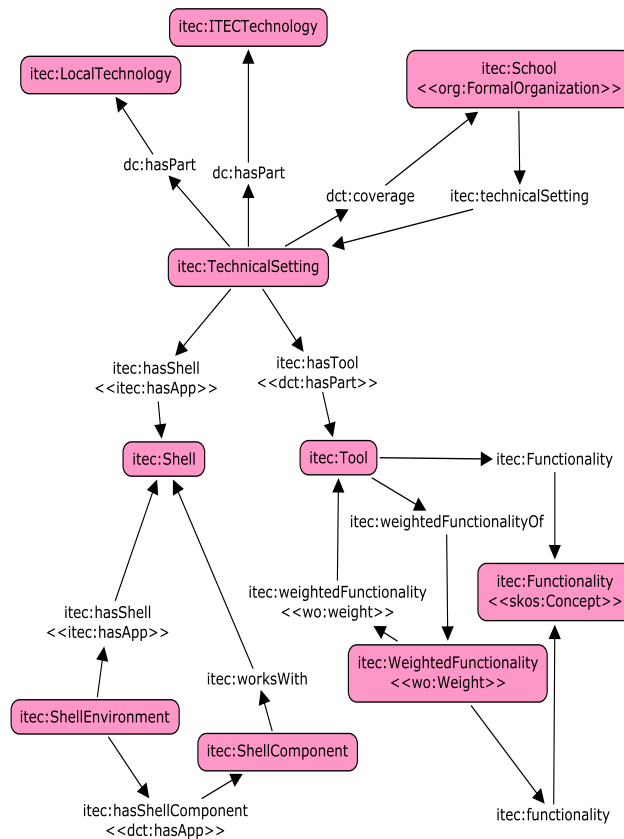 itec:ITECTechnology
itec:LocalTechnology
itec:School
<<org:FormalOrganization>>
dc:hasPart
dc:hasPart
dct:coverage
itec:technicalSetting
itec:TechnicalSetting
itec:hasShell
<<itec:hasApp>>
itec:hasTool
<<dct:hasPart>>
itec:Shell
itec:Tool
itec:Functionality
itec:weightedFunctionalityOf
itec:weightedFunctionality
<<wo:weight>>
itec:Functionality
<<skos:Concept>>
itec:hasShell
<<itec:hasApp>>
itec:worksWith
itec:WeightedFunctionality
<<wo:Weight>>
itec:ShellEnvironment
itec:ShellComponent
itec:hasShellComponent
<<dct:hasApp>>
itec:functionality